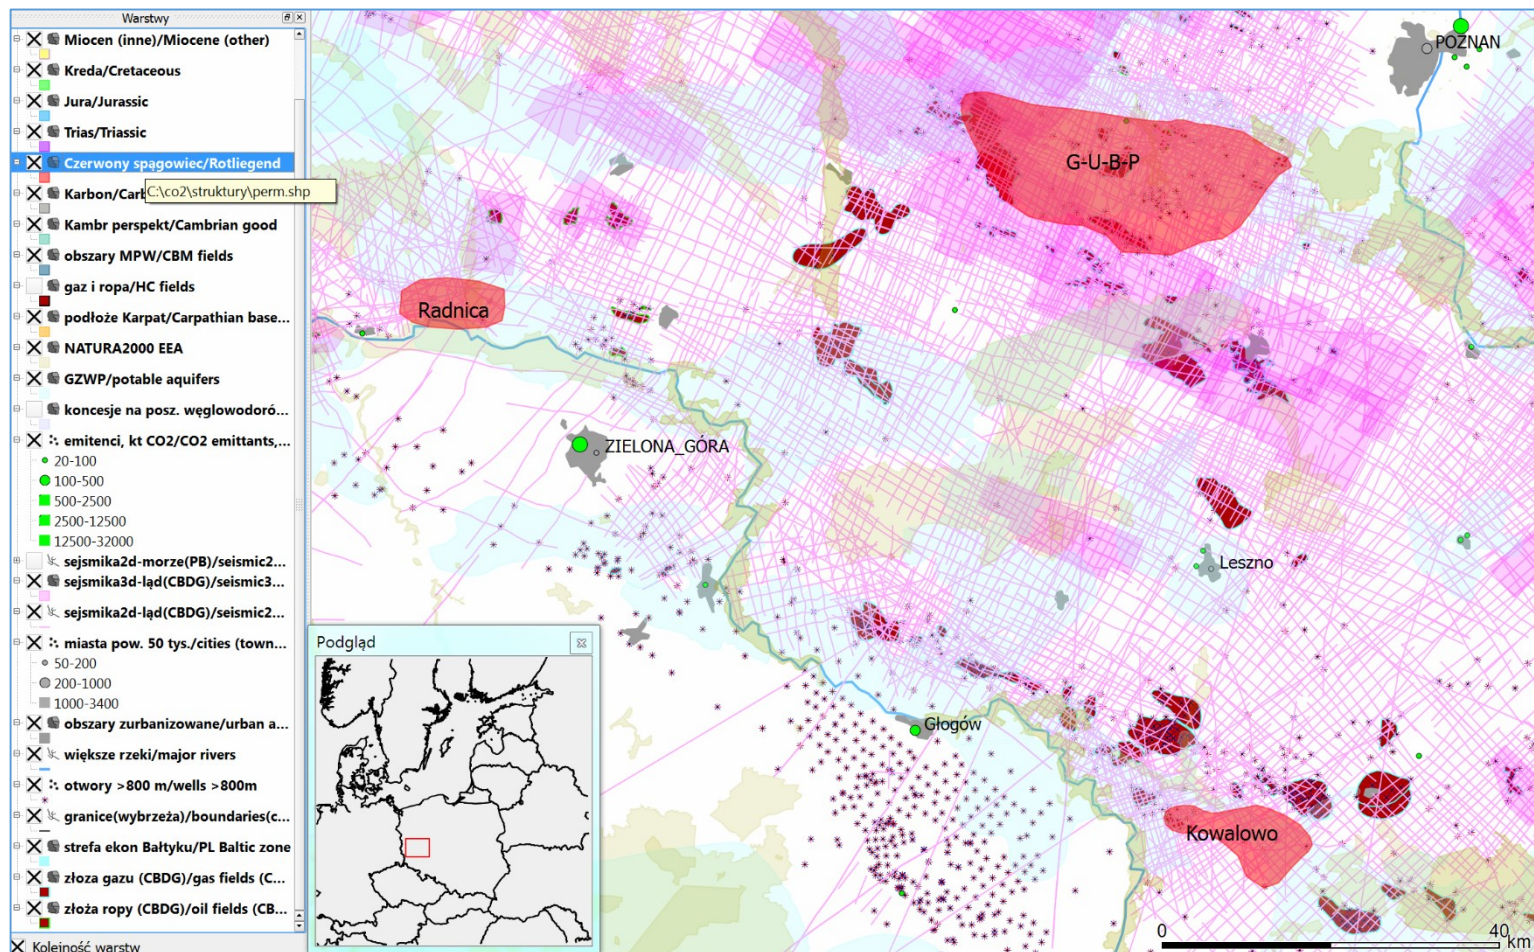 Warstwy
Miocen (inne)/Miocene (other)
Kreda/Cretaceous
Jura/Jurassic
Trias/Triassic
Czerwony spągowiec/Rotliegend
C:\co2\struktury\perm.shp
Karbon/Carb
Kambr perspekt/Cambrian good
obszary MPW/CBM fields
gaz i ropa/HC fields
podłoże Karpat/Carpathian base...
NATURA2000 EEA
GZWP/potable aquifers
koncesje na posz. węglowodoró...
emitenci, kt CO2/CO2 emittants,...
20-100
100-500
500-2500
2500-12500
12500-32000
sejsmika2d-morze(PB)/seismic2...
sejsmika3d-ląd(CBDG)/seismic3...
sejsmika2d-ląd(CBDG)/seismic2...
miasta pow. 50 tys./cities (town...
50-200
200-1000
1000-3400
obszary zurbanizowane/urban a...
większe rzeki/major rivers
otwory >800 m/wells >800m
granice(wybrzeża)/boundaries(c...
strefa ekon Bałtyku/PL Baltic zone
złoza gazu (CBDG)/gas fields (C...
złoża ropy (CBDG)/oil fields (CB...
Kolejność warstw
POZNAŃ
G-U-B-P
Radnica
ZIELONA_GÓRA
Leszno
Głogów
Kowalowo
Podgląd
0
40
km